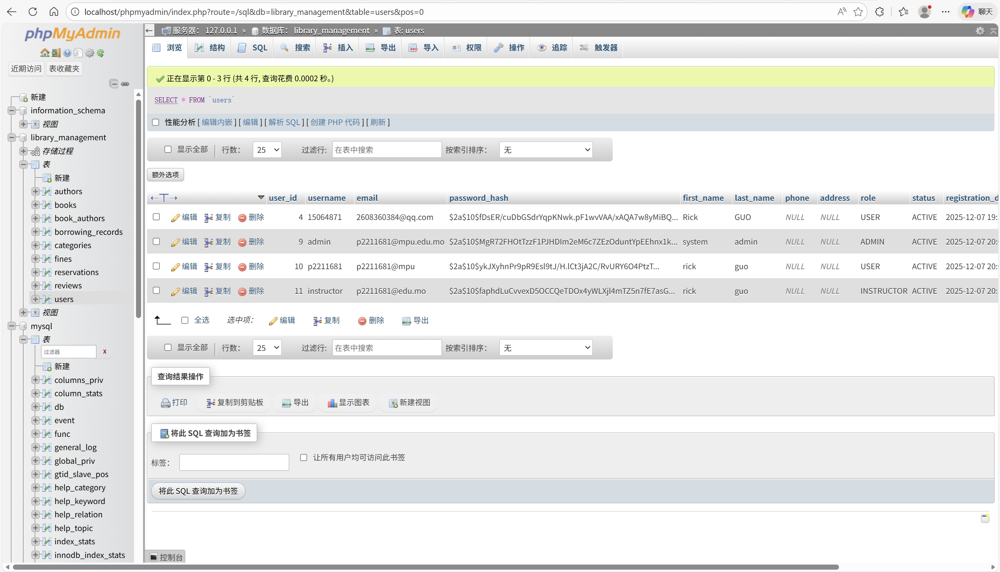 localhost/phpmyadmin/index.php?route=/sql&db=library_management&table=users&pos=0
聊天
phpMyAdmin
近期访问 表收藏夹
新建
information_schema
视图
library_management
存储过程
表
新建
authors
books
book_authors
borrowing_records
categories
fines
reservations
reviews
users
视图
mysql
表
过滤器 X
新建
columns_priv
column_stats
db
event
func
general_log
global_priv
gtid_slave_pos
help_category
help_keyword
help_relation
help_topic
index_stats
innodb_index_stats
服务器： 127.0.0.1 » 数据库： library_management » 表: users
浏览 结构 SQL 搜索 插入 导出 导入 权限 操作 追踪 触发器
正在显示第 0 - 3 行 (共 4 行, 查询花费 0.0002 秒。)
SELECT * FROM `users`
性能分析 [ 编辑内嵌 ] [ 编辑 ] [ 解析 SQL ] [ 创建 PHP 代码 ] [ 刷新 ]
显示全部 行数： 25 过滤行: 在表中搜索 按索引排序： 无
额外选项
←T→ user_id username email password_hash first_name last_name phone address role status registration_d
编辑 复制 删除 4 15064871 2608360384@qq.com $2a$10$fDsER/cuDbGSdrYqpKNwk.pF1wvVAA/xAQA7w8yMiBQ... Rick GUO NULL NULL USER ACTIVE 2025-12-07 19:
编辑 复制 删除 9 admin p2211681@mpu.edu.mo $2a$10$MgR72FHOtTzzF1PJHDIm2eM6c7ZEzOduntYpEEhnx1k... system admin NULL NULL ADMIN ACTIVE 2025-12-07 20:
编辑 复制 删除 10 p2211681 p2211681@mpu $2a$10$ykJXyhnPr9pR9Esl9tJ/H.lCt3jA2C/RvURY6O4PtzT... rick guo NULL NULL USER ACTIVE 2025-12-07 20:
编辑 复制 删除 11 instructor p2211681@edu.mo $2a$10$faphdLuCvvexD5OCCQeTDOx4yWLXjl4mTZ5n7fE7asG... rick guo NULL NULL INSTRUCTOR ACTIVE 2025-12-07 20:
全选 选中项： 编辑 复制 删除 导出
显示全部 行数： 25 过滤行: 在表中搜索 按索引排序： 无
查询结果操作
打印 复制到剪贴板 导出 显示图表 新建视图
将此 SQL 查询加为书签
标签： 让所有用户均可访问此书签
将此 SQL 查询加为书签
控制台